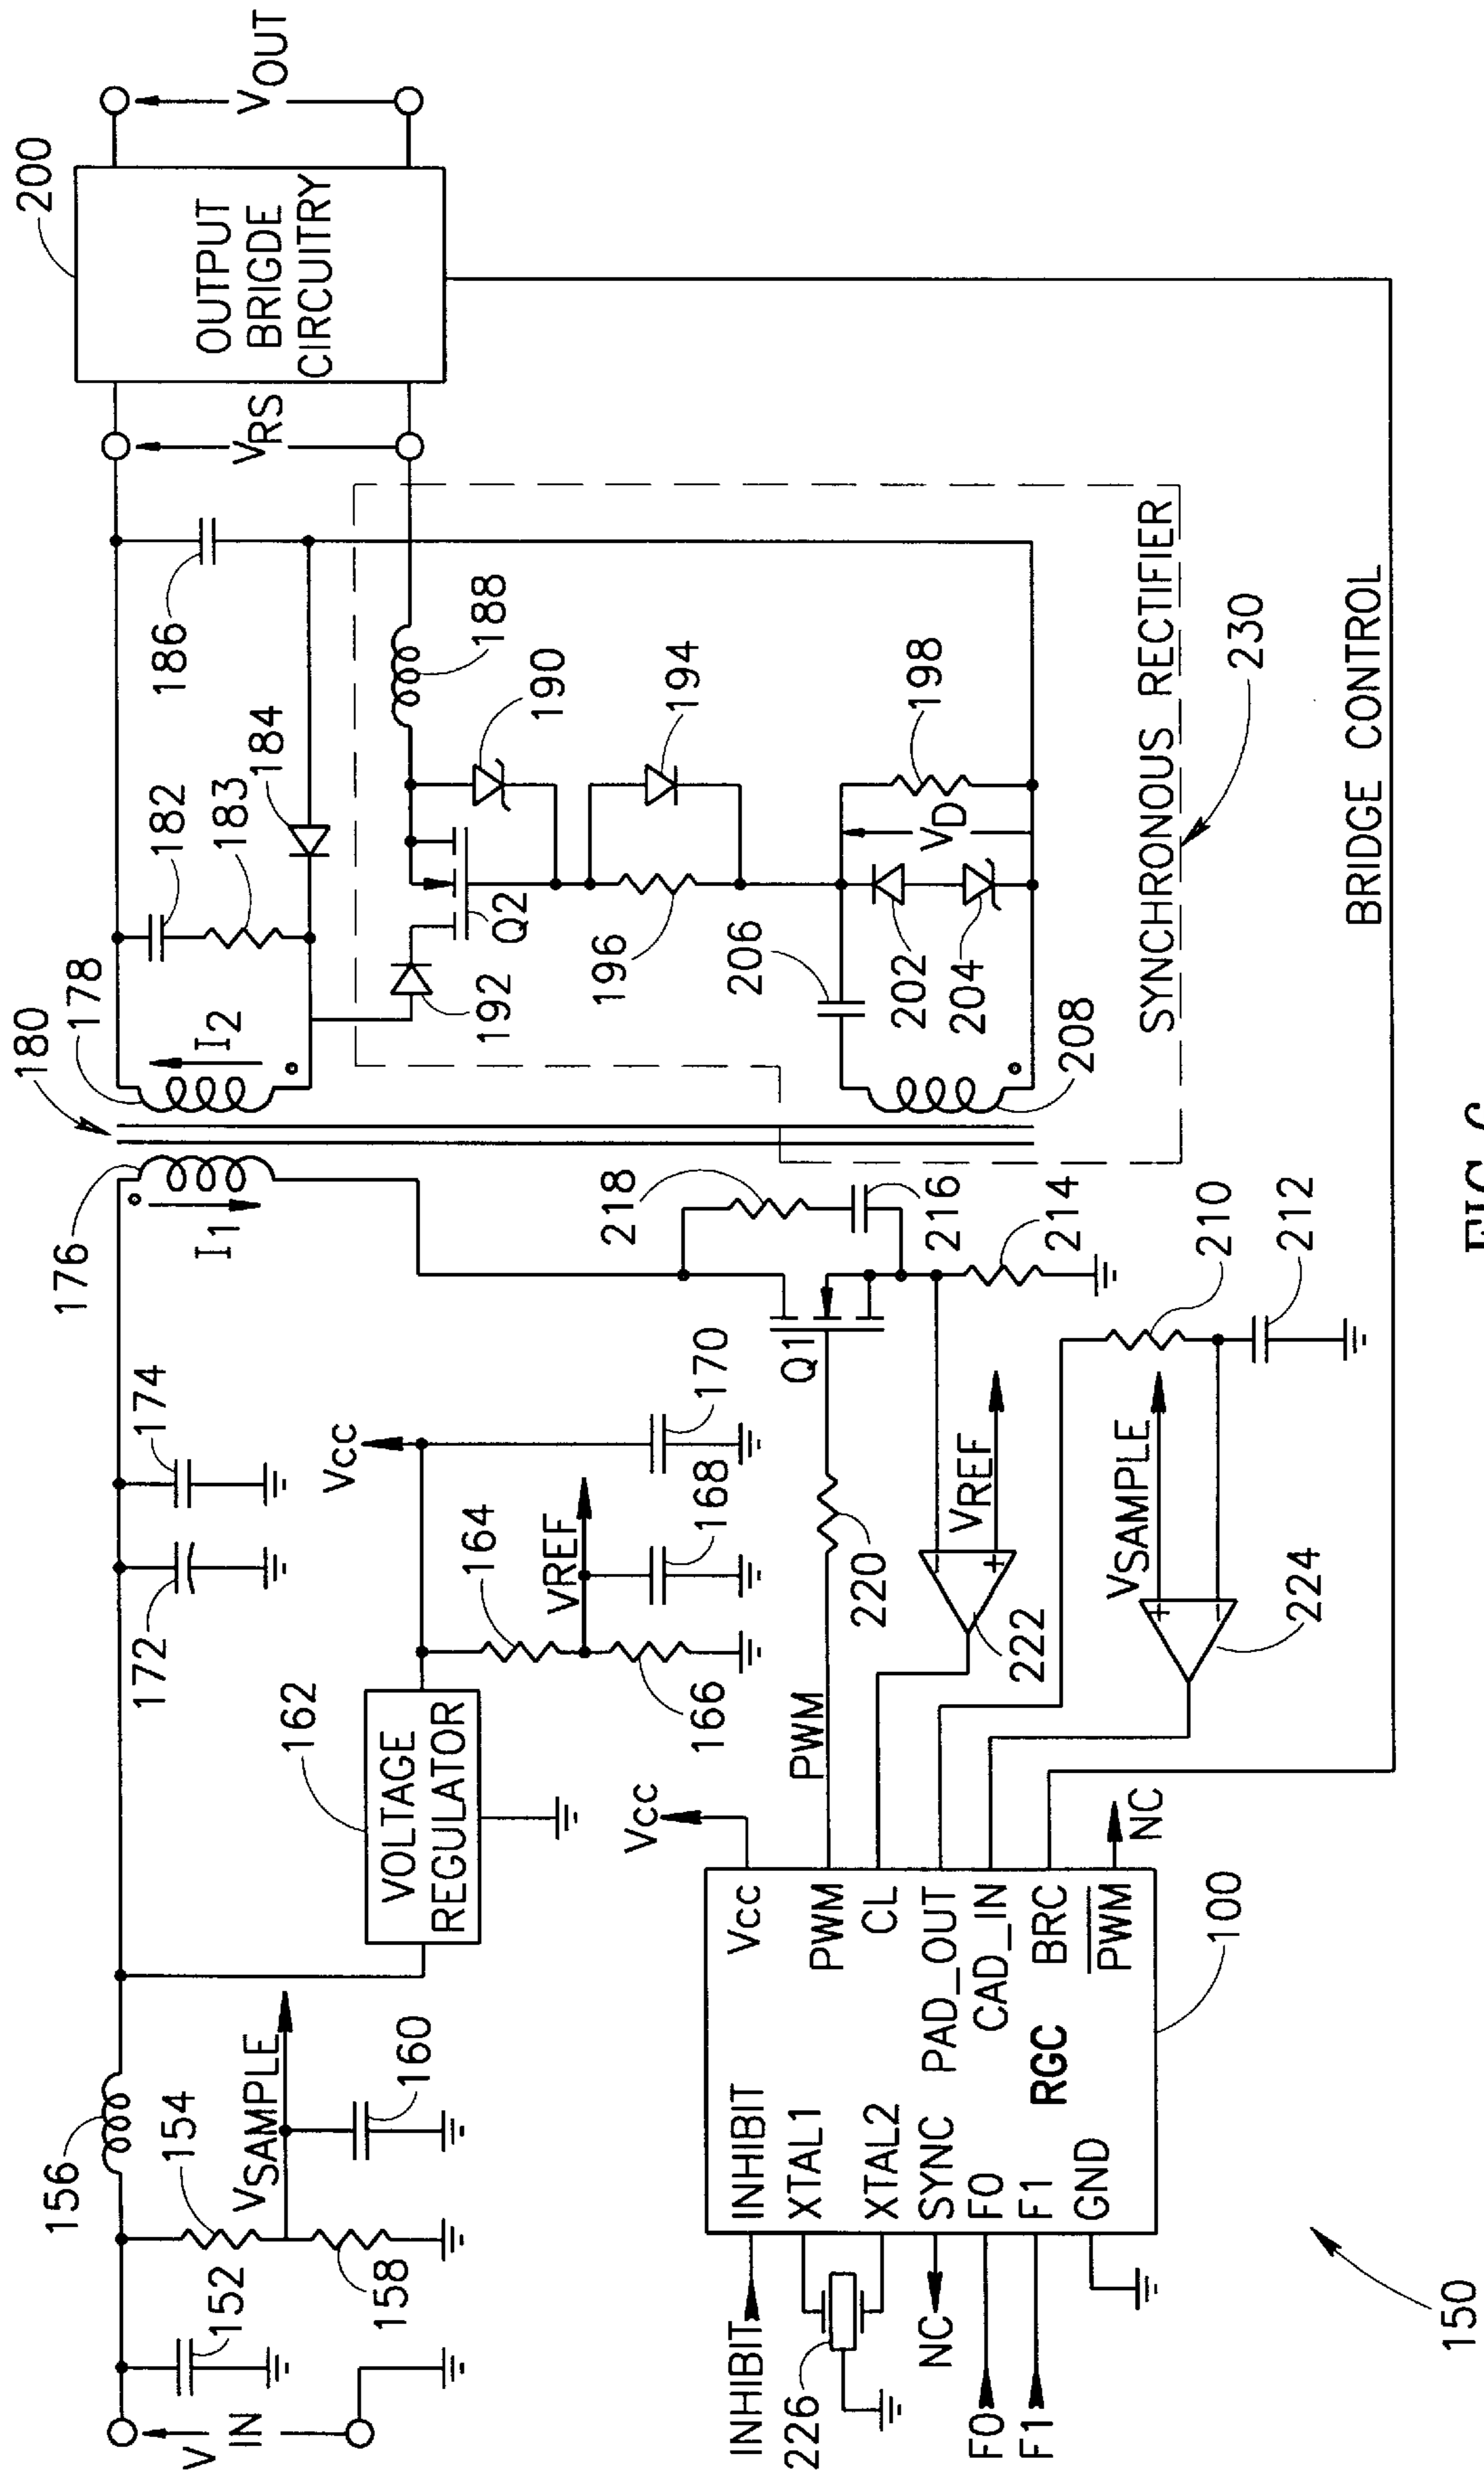 180
200
178
182
183
184
186
I2
VRS
OUTPUT
BRIGDE
CIRCUITRY
VOUT
156
154
VSAMPLE
160
152
158
V
IN
162
VOLTAGE
REGULATOR
172
174
176
I1
Vcc
164
VREF
166
168
170
192
Q2
188
190
194
196
206
198
VD
202
204
208
SYNCHRONOUS RECTIFIER
230
218
216
214
Q1
220
PWM
222
VREF
-
+
210
212
VSAMPLE
+
-
224
Vcc
INHIBIT
INHIBIT
XTAL1
XTAL2
226
SYNC
NC
F0
F0
F1
F1
GND
Vcc
PWM
CL
PAD_OUT
CAD_IN
RGC
BRC
PWM
NC
100
BRIDGE CONTROL
150